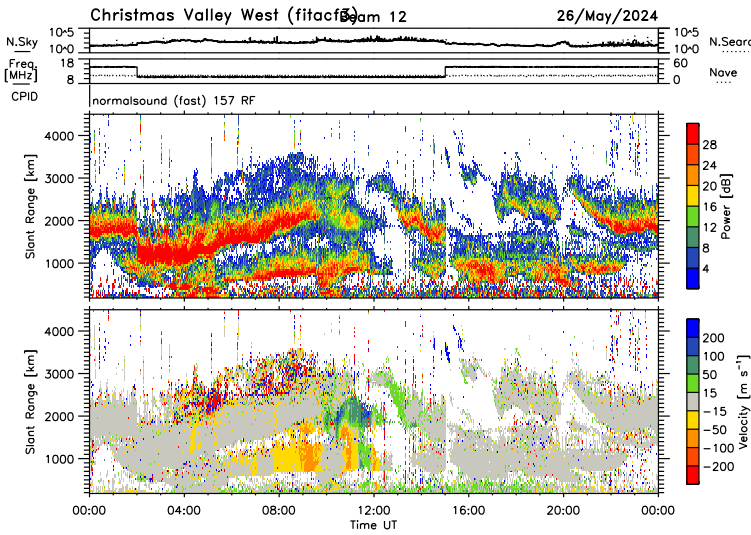 Christmas Valley West (fitacf3) Beam 12 26/May/2024
N.Sky 10^5 10^0 10^5 10^0 N.Search
Freq. [MHz] 18 8 60 0 Nave
CPID normalsound (fast) 157 RF
Slant Range [km] 4000 3000 2000 1000
28 24 20 16 12 8 4 Power [dB]
Slant Range [km] 4000 3000 2000 1000
200 100 50 15 -15 -50 -100 -200 Velocity [m s⁻¹]
00:00 04:00 08:00 12:00 16:00 20:00 00:00
Time UT